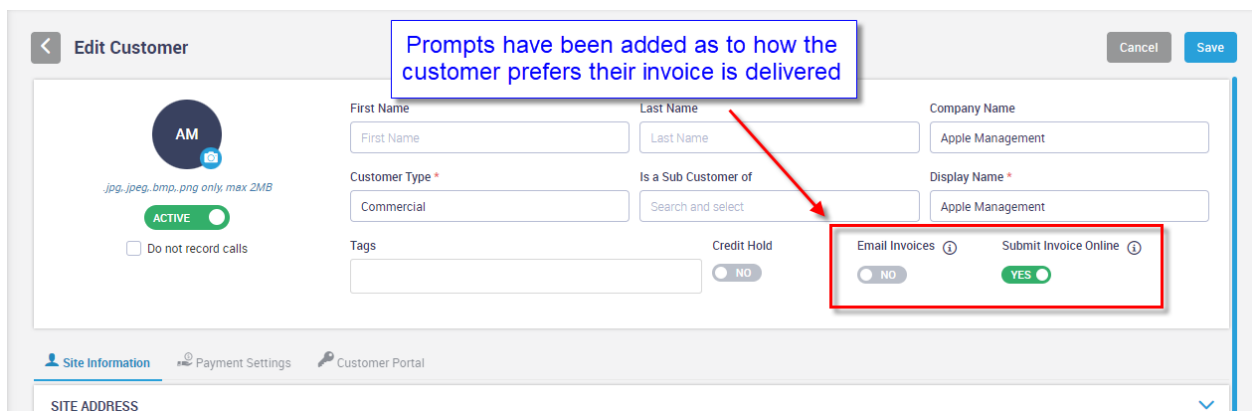 Edit Customer
Prompts have been added as to how the
customer prefers their invoice is delivered
Cancel
Save
AM
.jpg,.jpeg,.bmp,.png only, max 2MB
ACTIVE
Do not record calls
First Name
First Name
Last Name
Last Name
Company Name
Apple Management
Customer Type *
Commercial
Is a Sub Customer of
Search and select
Display Name *
Apple Management
Tags
Credit Hold
NO
Email Invoices
NO
Submit Invoice Online
YES
Site Information
Payment Settings
Customer Portal
SITE ADDRESS